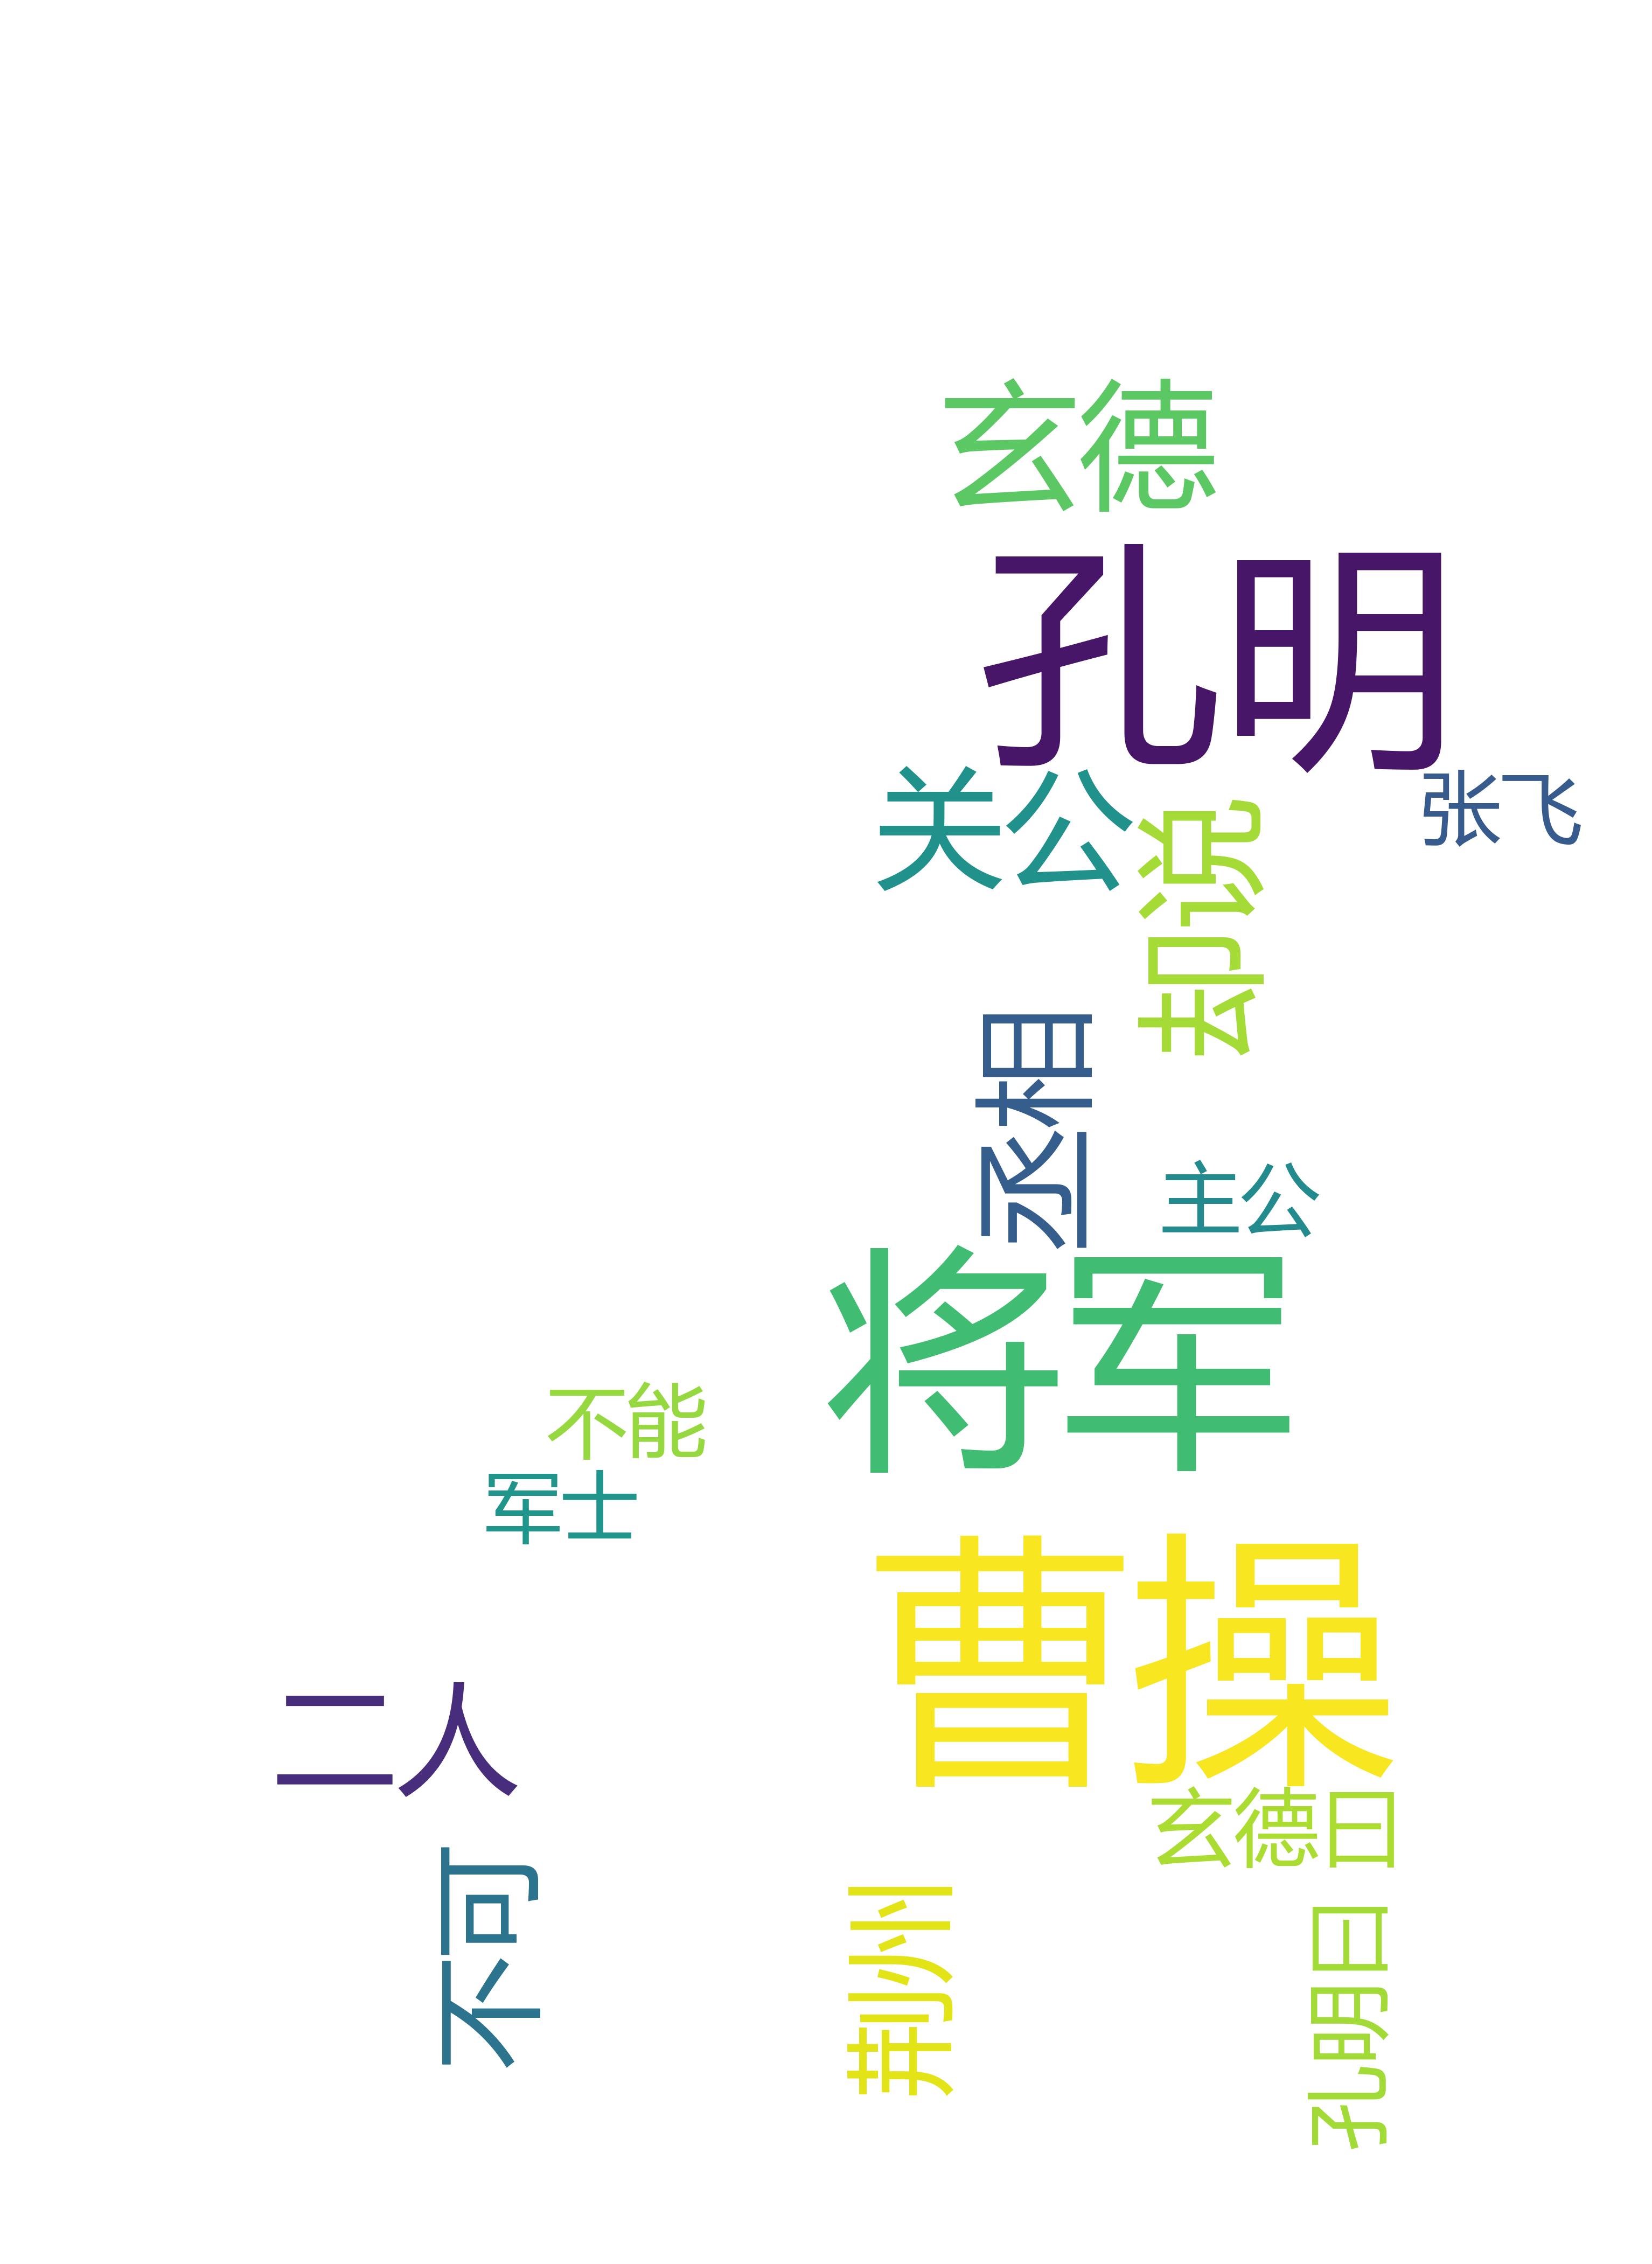 玄德
孔明
关公
张飞
却说
丞相
主公
将军
不能
军士
曹操
二人
玄德曰
不可
荆州
孔明曰